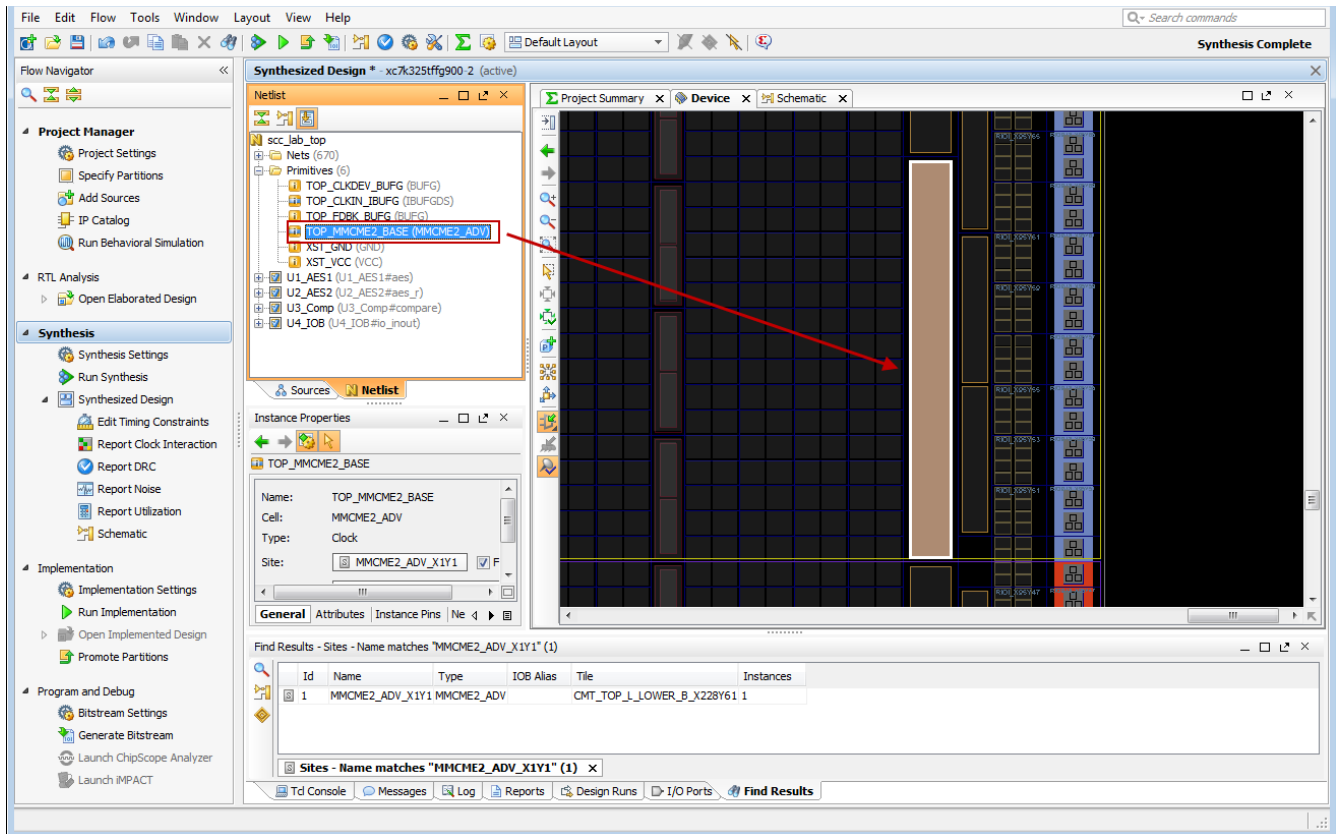 File Edit Flow Tools Window Layout View Help
Q- Search commands
Default Layout
Synthesis Complete
Flow Navigator
Project Manager
Project Settings
Specify Partitions
Add Sources
IP Catalog
Run Behavioral Simulation
RTL Analysis
Open Elaborated Design
Synthesis
Synthesis Settings
Run Synthesis
Synthesized Design
Edit Timing Constraints
Report Clock Interaction
Report DRC
Report Noise
Report Utilization
Schematic
Implementation
Implementation Settings
Run Implementation
Open Implemented Design
Promote Partitions
Program and Debug
Bitstream Settings
Generate Bitstream
Launch ChipScope Analyzer
Launch iMPACT
Synthesized Design * - xc7k325tffg900-2 (active)
Netlist
scc_lab_top
Nets (670)
Primitives (6)
TOP_CLKDEV_BUFG (BUFG)
TOP_CLKIN_IBUFG (IBUFGDS)
TOP_FDBK_BUFG (BUFG)
TOP_MMCME2_BASE (MMCME2_ADV)
XST_GND (GND)
XST_VCC (VCC)
U1_AES1 (U1_AES1#aes)
U2_AES2 (U2_AES2#aes_r)
U3_Comp (U3_Comp#compare)
U4_IOB (U4_IOB#io_inout)
Sources Netlist
Instance Properties
TOP_MMCME2_BASE
Name: TOP_MMCME2_BASE
Cell: MMCME2_ADV
Type: Clock
Site: MMCME2_ADV_X1Y1 F
General Attributes Instance Pins Ne
Project Summary Device Schematic
Find Results - Sites - Name matches "MMCME2_ADV_X1Y1" (1)
Id Name Type IOB Alias Tile Instances
1 MMCME2_ADV_X1Y1 MMCME2_ADV CMT_TOP_L_LOWER_B_X228Y61 1
Sites - Name matches "MMCME2_ADV_X1Y1" (1)
Tcl Console Messages Log Reports Design Runs I/O Ports Find Results